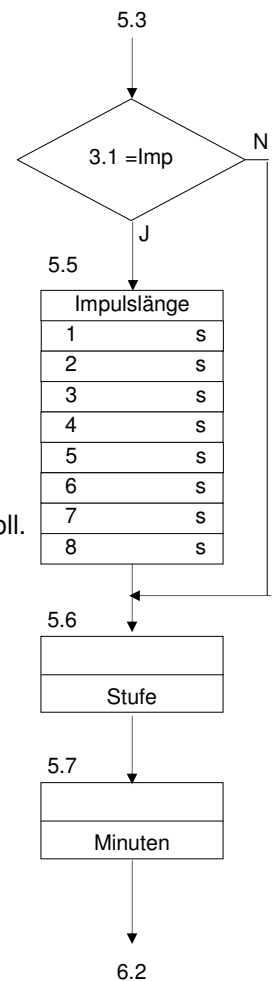 5.3
3.1 =Imp
N
J
5.5
Impulslänge
1 s
2 s
3 s
4 s
5 s
6 s
7 s
oll.
8 s
5.6
Stufe
5.7
Minuten
6.2